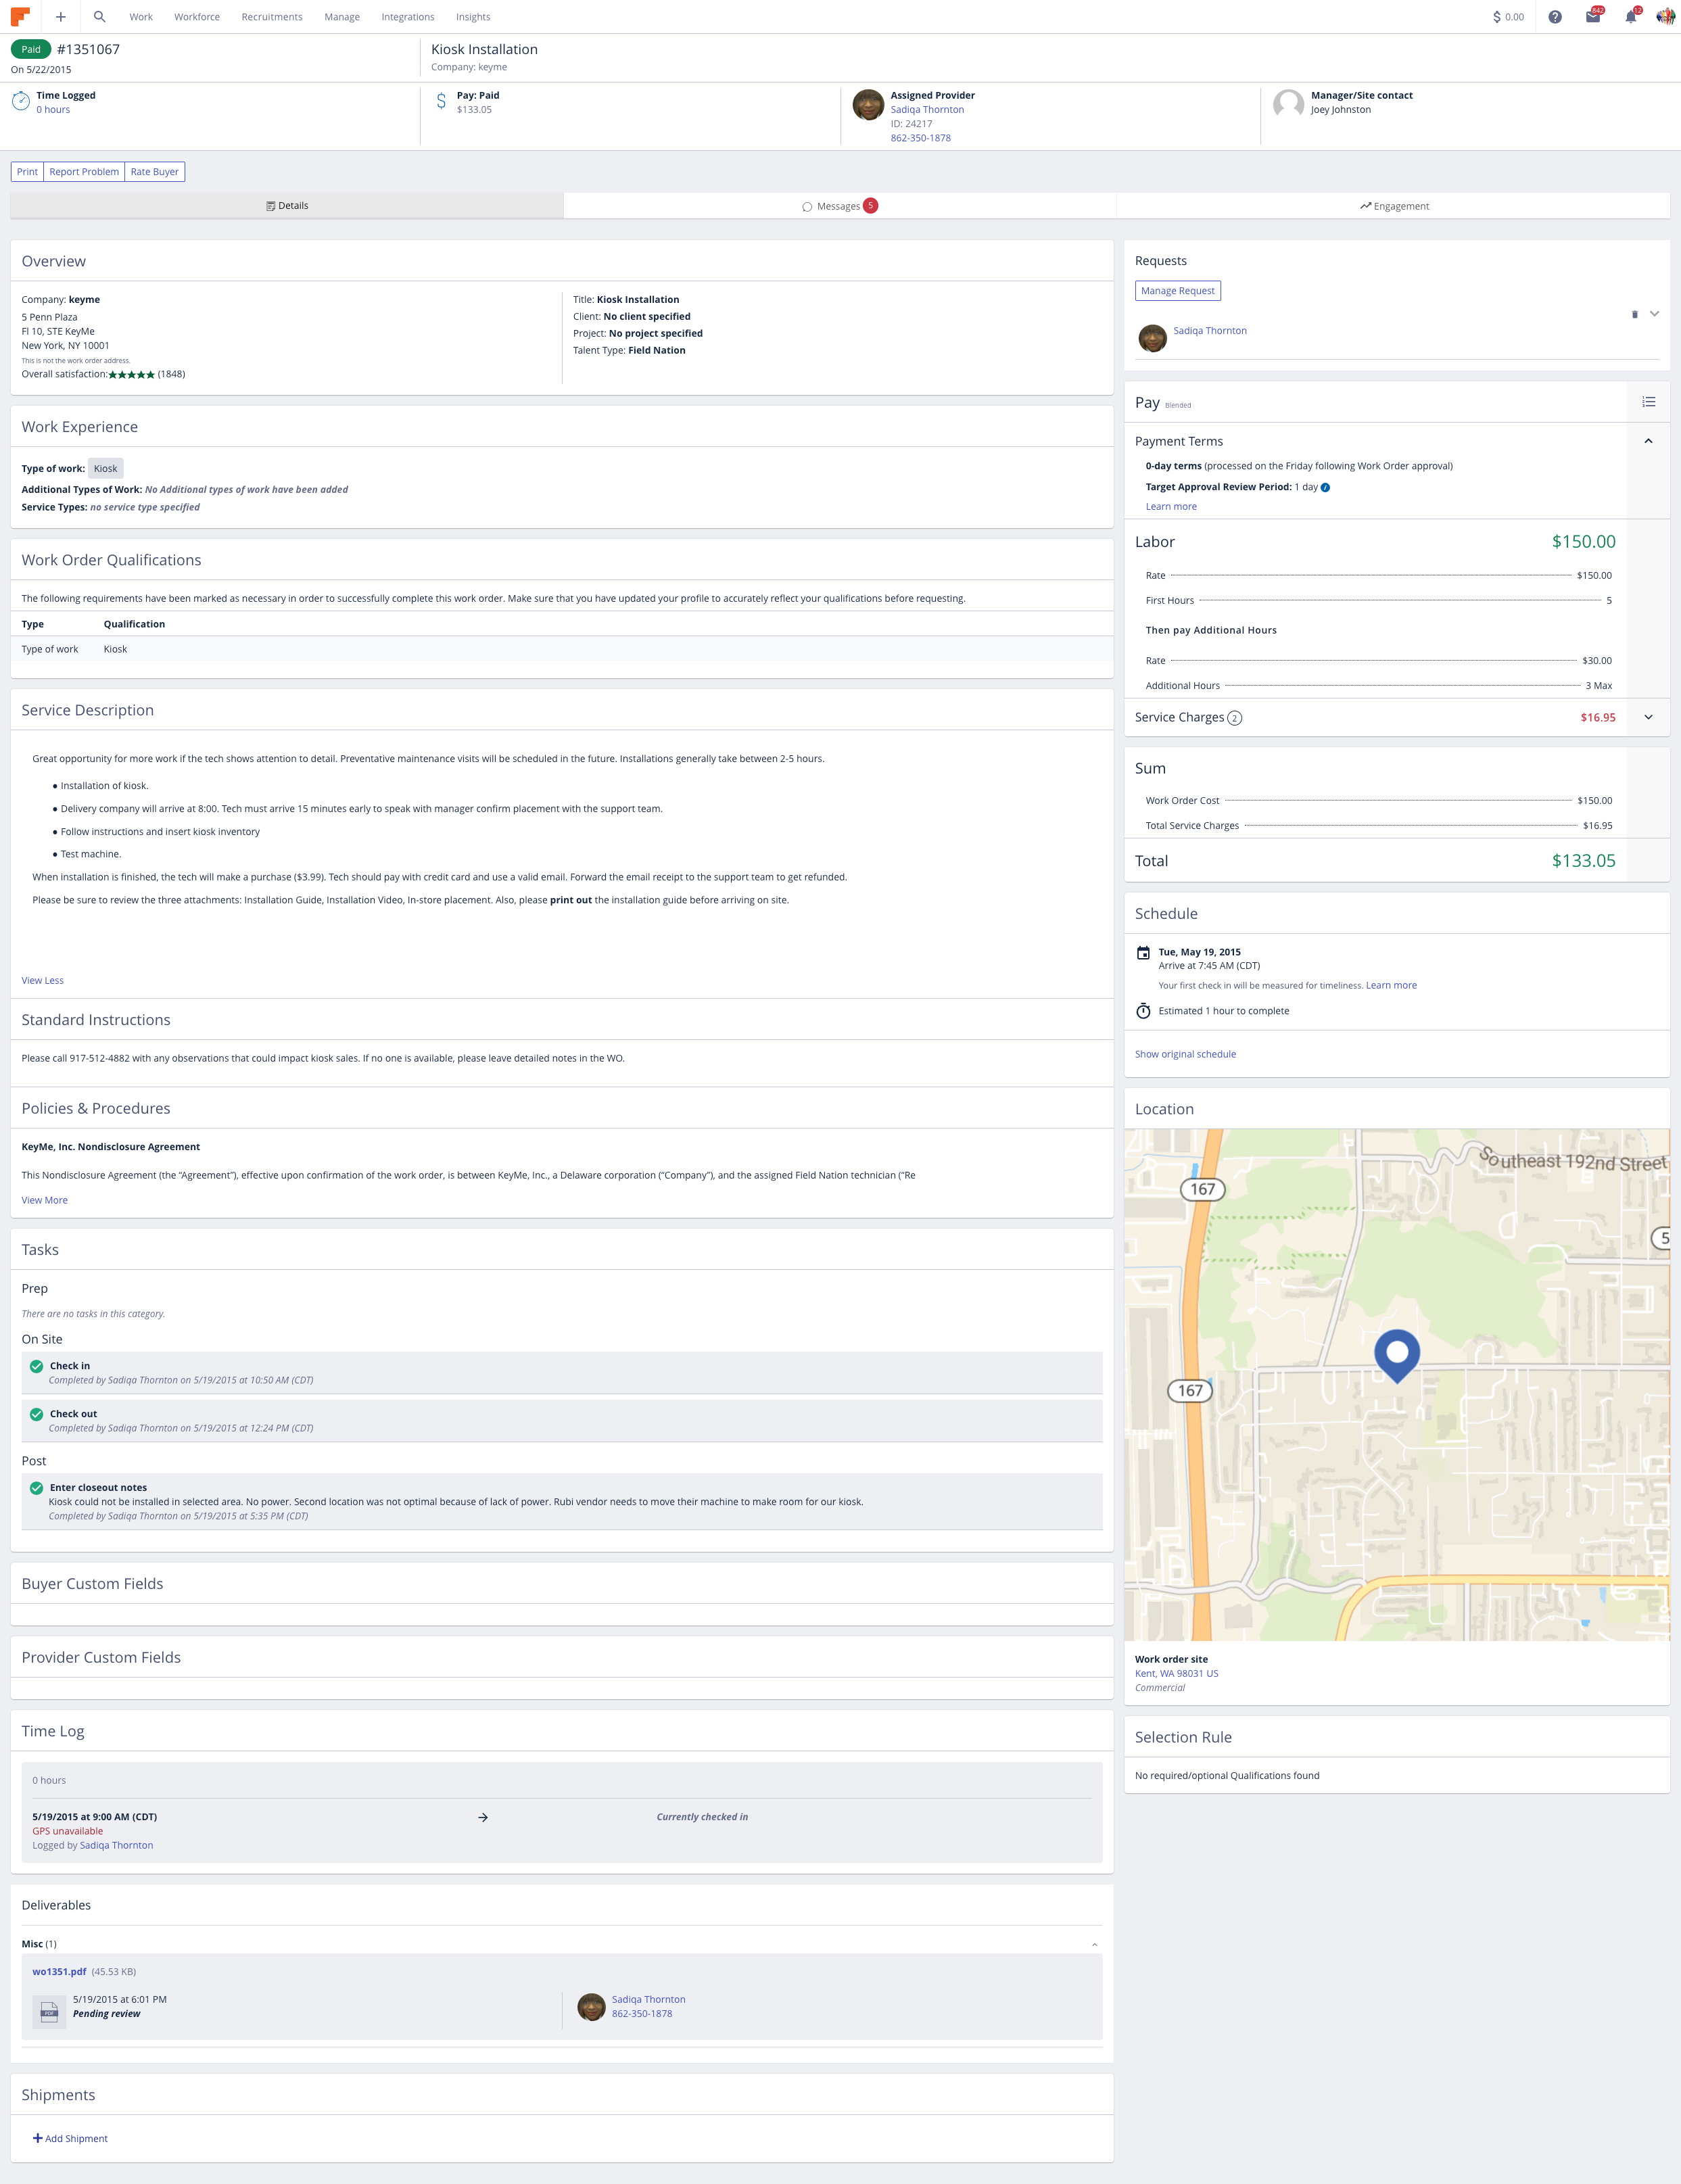 Work Workforce Recruitments Manage Integrations Insights
$ 0.00 842 12
Paid #1351067
On 5/22/2015
Kiosk Installation
Company: keyme
Time Logged
0 hours
Pay: Paid
$133.05
Assigned Provider
Sadiqa Thornton
ID: 24217
862-350-1878
Manager/Site contact
Joey Johnston
Print Report Problem Rate Buyer
Details
Messages 5
Engagement
Overview
Company: keyme
5 Penn Plaza
Fl 10, STE KeyMe
New York, NY 10001
This is not the work order address.
Overall satisfaction:★★★★★ (1848)
Title: Kiosk Installation
Client: No client specified
Project: No project specified
Talent Type: Field Nation
Work Experience
Type of work: Kiosk
Additional Types of Work: No Additional types of work have been added
Service Types: no service type specified
Work Order Qualifications
The following requirements have been marked as necessary in order to successfully complete this work order. Make sure that you have updated your profile to accurately reflect your qualifications before requesting.
Type Qualification
Type of work Kiosk
Service Description
Great opportunity for more work if the tech shows attention to detail. Preventative maintenance visits will be scheduled in the future. Installations generally take between 2-5 hours.
● Installation of kiosk.
● Delivery company will arrive at 8:00. Tech must arrive 15 minutes early to speak with manager confirm placement with the support team.
● Follow instructions and insert kiosk inventory
● Test machine.
When installation is finished, the tech will make a purchase ($3.99). Tech should pay with credit card and use a valid email. Forward the email receipt to the support team to get refunded.
Please be sure to review the three attachments: Installation Guide, Installation Video, In-store placement. Also, please print out the installation guide before arriving on site.
View Less
Standard Instructions
Please call 917-512-4882 with any observations that could impact kiosk sales. If no one is available, please leave detailed notes in the WO.
Policies & Procedures
KeyMe, Inc. Nondisclosure Agreement
This Nondisclosure Agreement (the “Agreement”), effective upon confirmation of the work order, is between KeyMe, Inc., a Delaware corporation (“Company”), and the assigned Field Nation technician (“Re
View More
Tasks
Prep
There are no tasks in this category.
On Site
Check in
Completed by Sadiqa Thornton on 5/19/2015 at 10:50 AM (CDT)
Check out
Completed by Sadiqa Thornton on 5/19/2015 at 12:24 PM (CDT)
Post
Enter closeout notes
Kiosk could not be installed in selected area. No power. Second location was not optimal because of lack of power. Rubi vendor needs to move their machine to make room for our kiosk.
Completed by Sadiqa Thornton on 5/19/2015 at 5:35 PM (CDT)
Buyer Custom Fields
Provider Custom Fields
Time Log
0 hours
5/19/2015 at 9:00 AM (CDT) → Currently checked in
GPS unavailable
Logged by Sadiqa Thornton
Deliverables
Misc (1)
wo1351.pdf (45.53 KB)
PDF
5/19/2015 at 6:01 PM
Pending review
Sadiqa Thornton
862-350-1878
Shipments
+ Add Shipment
Requests
Manage Request
Sadiqa Thornton
Pay Blended
Payment Terms
0-day terms (processed on the Friday following Work Order approval)
Target Approval Review Period: 1 day
Learn more
Labor $150.00
Rate $150.00
First Hours 5
Then pay Additional Hours
Rate $30.00
Additional Hours 3 Max
Service Charges 2 $16.95
Sum
Work Order Cost $150.00
Total Service Charges $16.95
Total $133.05
Schedule
Tue, May 19, 2015
Arrive at 7:45 AM (CDT)
Your first check in will be measured for timeliness. Learn more
Estimated 1 hour to complete
Show original schedule
Location
Southeast 192nd Street
167
5
167
Work order site
Kent, WA 98031 US
Commercial
Selection Rule
No required/optional Qualifications found